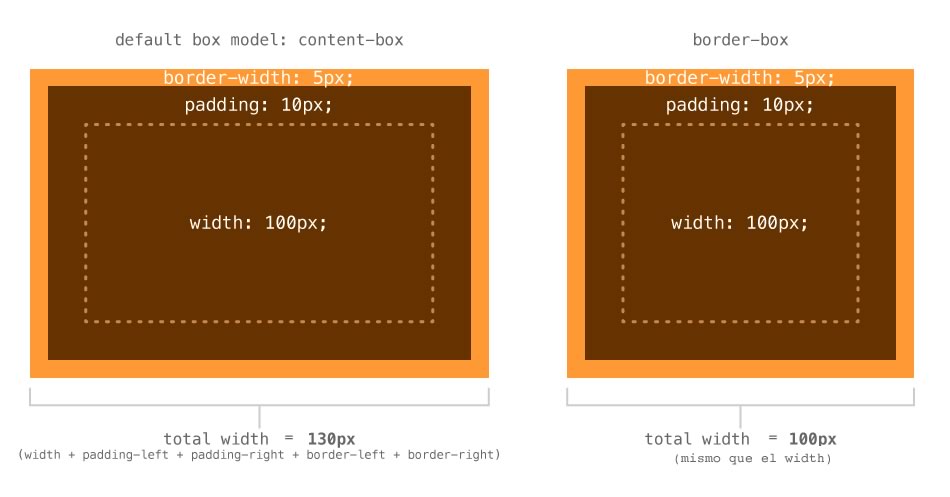 default box model: content-box
border-width: 5px;
padding: 10px;
width: 100px;
total width = 130px
(width + padding-left + padding-right + border-left + border-right)
border-box
border-width: 5px;
padding: 10px;
width: 100px;
total width = 100px
(mismo que el width)